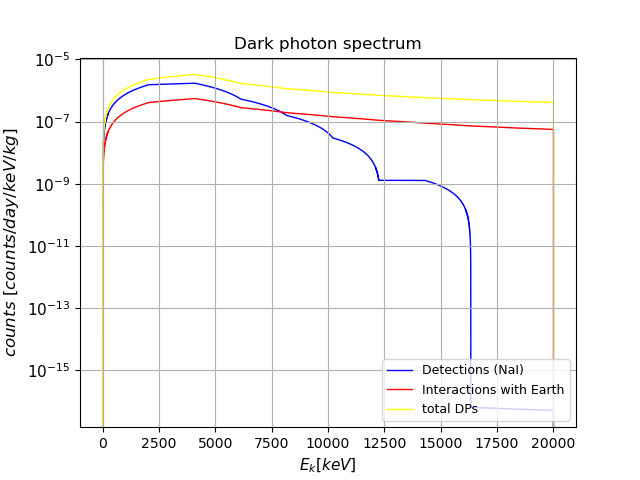 Dark photon spectrum
counts [counts/day/keV/kg]
10⁻⁵
10⁻⁷
10⁻⁹
10⁻¹¹
10⁻¹³
10⁻¹⁵
Detections (NaI)
Interactions with Earth
total DPs
0 2500 5000 7500 10000 12500 15000 17500 20000
Eₖ[keV]